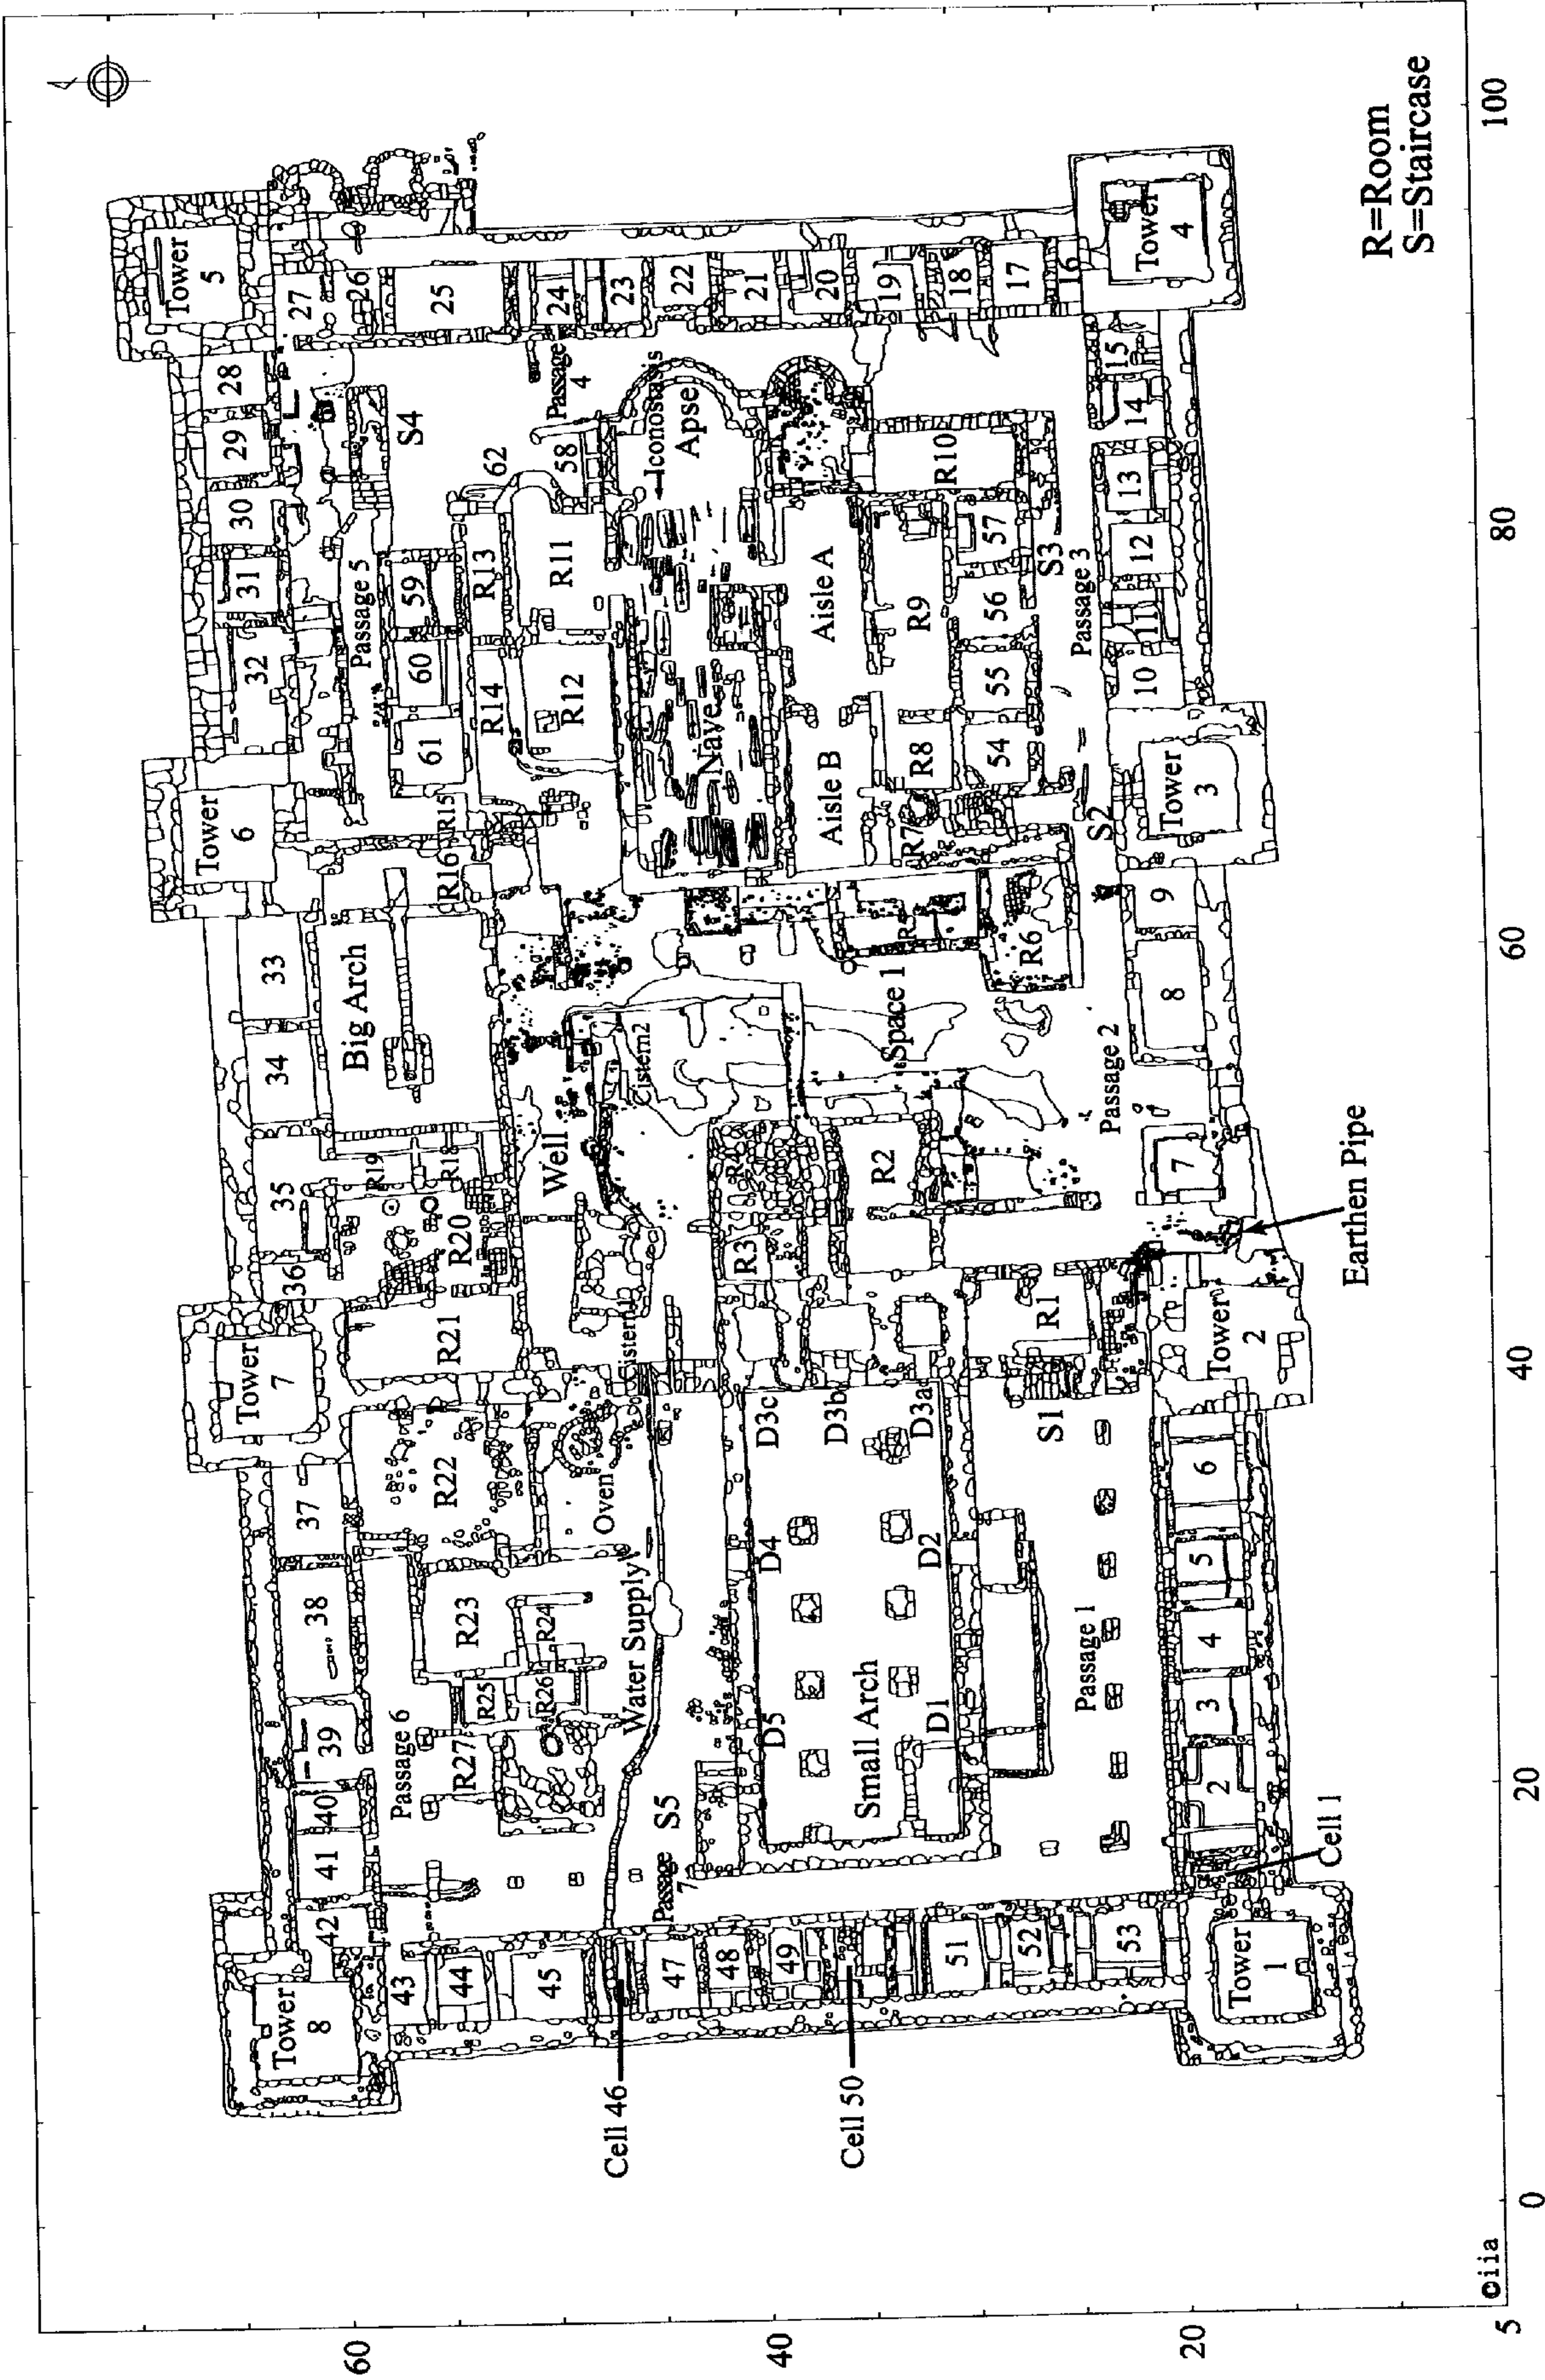 Tower
5
27
26
25
24
23
22
21
20
19
18
17
16
Tower
4
28
29
30
31
32
Tower
6
33
34
35
36
Tower
7
37
38
39
40
41
42
Tower
8
43
44
45
Cell 46
47
48
49
Cell 50
51
52
53
Tower
1
Cell 1
2
3
4
5
6
Tower
2
Earthen Pipe
7
8
9
Tower
3
10
11
12
13
14
15
S4
Passage
4
62
58
Iconostasis
Apse
R10
Passage 5
59
60
61
R13
R14
R11
R12
R15
R16
Nave
Aisle A
Aisle B
R9
R8
R7
57
56
55
54
S3
Passage 3
S2
Big Arch
Well
Cistern2
Space 1
R6
Passage 2
R19
R18
R20
R21
R22
Cistern1
R4
R3
R2
R1
S1
Oven
R23
R24
R25
R26
R27
Water Supply
Passage 6
D3c
D3b
D3a
D4
D2
D5
D1
Small Arch
Passage 1
S5
Passage
7
R=Room
S=Staircase
60
40
20
5
0
20
40
60
80
100
©iia